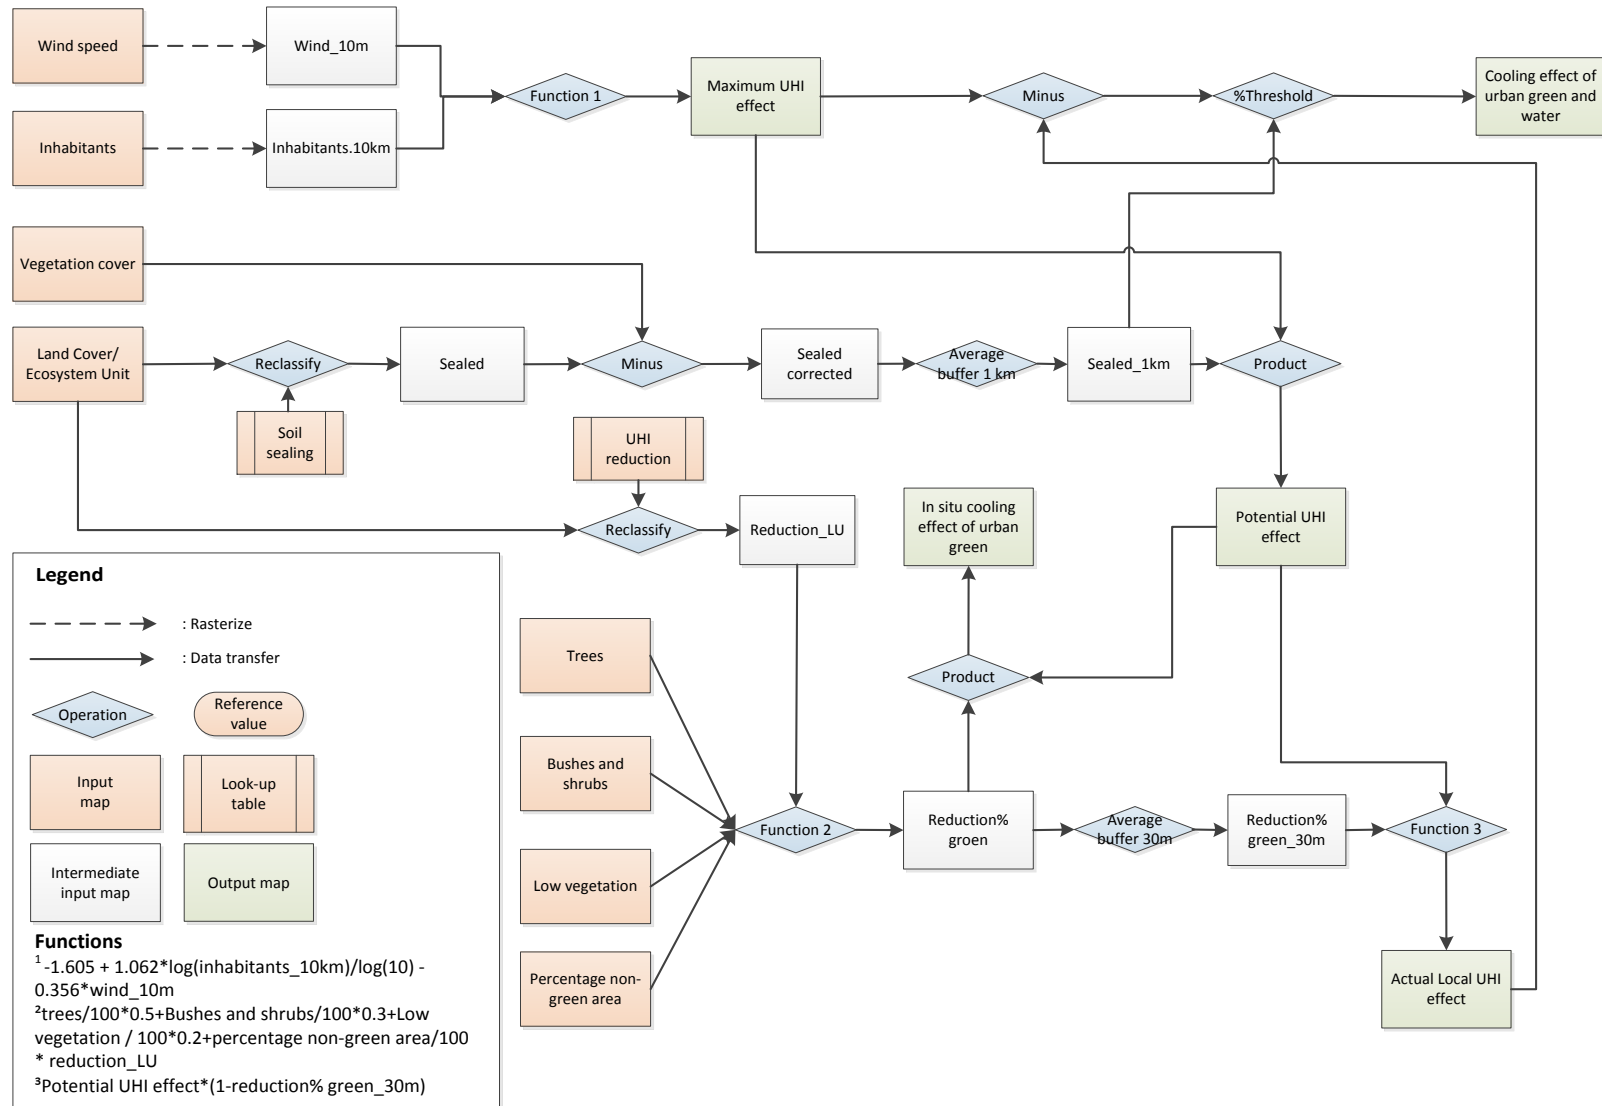 Wind speed
Wind_10m
Function 1
Maximum UHI
effect
Minus
%Threshold
Cooling effect of
urban green and
water
Inhabitants
Inhabitants.10km
Vegetation cover
Land Cover/
Ecosystem Unit
Reclassify
Sealed
Minus
Sealed
corrected
Average
buffer 1 km
Sealed_1km
Product
Soil
sealing
UHI
reduction
Reclassify
Reduction_LU
In situ cooling
effect of urban
green
Potential UHI
effect
Trees
Product
Bushes and
shrubs
Function 2
Reduction%
groen
Average
buffer 30m
Reduction%
green_30m
Function 3
Low vegetation
Percentage non-
green area
Actual Local UHI
effect
Legend
: Rasterize
: Data transfer
Operation
Reference
value
Input
map
Look-up
table
Intermediate
input map
Output map
Functions
¹ -1.605 + 1.062*log(inhabitants_10km)/log(10) -
0.356*wind_10m
²trees/100*0.5+Bushes and shrubs/100*0.3+Low
vegetation / 100*0.2+percentage non-green area/100
* reduction_LU
³Potential UHI effect*(1-reduction% green_30m)